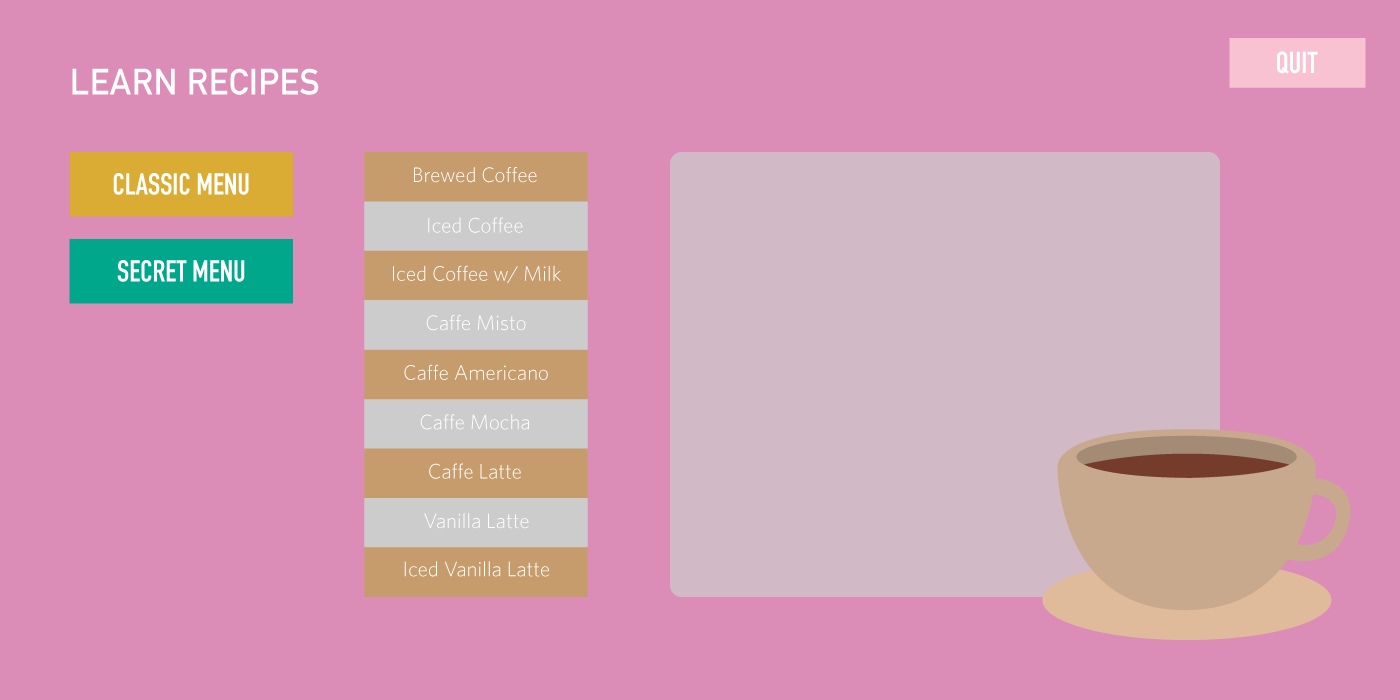 QUIT
LEARN RECIPES
CLASSIC MENU
SECRET MENU
Brewed Coffee
Iced Coffee
Iced Coffee w/ Milk
Caffe Misto
Caffe Americano
Caffe Mocha
Caffe Latte
Vanilla Latte
Iced Vanilla Latte